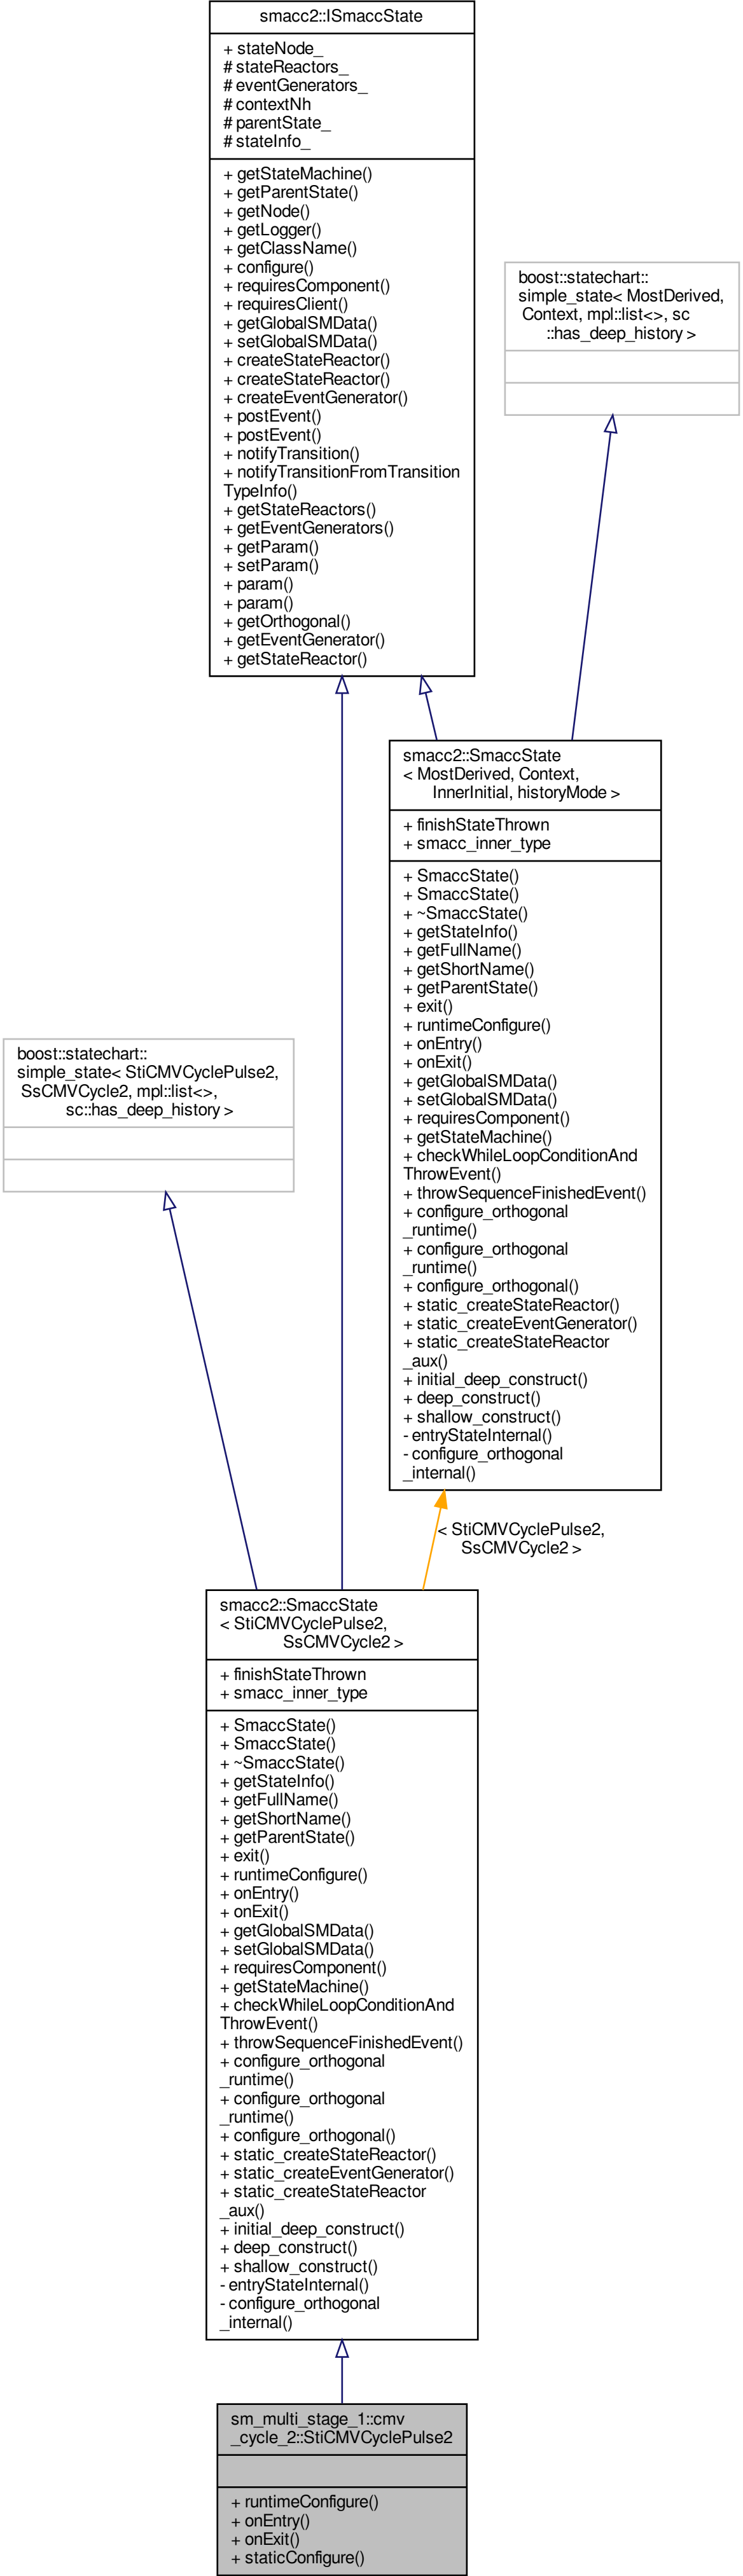 smacc2::ISmaccState
+ stateNode_
# stateReactors_
# eventGenerators_
# contextNh
# parentState_
# stateInfo_
+ getStateMachine()
+ getParentState()
+ getNode()
+ getLogger()
+ getClassName()
+ configure()
+ requiresComponent()
+ requiresClient()
+ getGlobalSMData()
+ setGlobalSMData()
+ createStateReactor()
+ createStateReactor()
+ createEventGenerator()
+ postEvent()
+ postEvent()
+ notifyTransition()
+ notifyTransitionFromTransition
TypeInfo()
+ getStateReactors()
+ getEventGenerators()
+ getParam()
+ setParam()
+ param()
+ param()
+ getOrthogonal()
+ getEventGenerator()
+ getStateReactor()
boost::statechart::
simple_state< MostDerived,
Context, mpl::list<>, sc
::has_deep_history >
smacc2::SmaccState
< MostDerived, Context,
InnerInitial, historyMode >
+ finishStateThrown
+ smacc_inner_type
+ SmaccState()
+ SmaccState()
+ ~SmaccState()
+ getStateInfo()
+ getFullName()
+ getShortName()
+ getParentState()
+ exit()
+ runtimeConfigure()
+ onEntry()
+ onExit()
+ getGlobalSMData()
+ setGlobalSMData()
+ requiresComponent()
+ getStateMachine()
+ checkWhileLoopConditionAnd
ThrowEvent()
+ throwSequenceFinishedEvent()
+ configure_orthogonal
_runtime()
+ configure_orthogonal
_runtime()
+ configure_orthogonal()
+ static_createStateReactor()
+ static_createEventGenerator()
+ static_createStateReactor
_aux()
+ initial_deep_construct()
+ deep_construct()
+ shallow_construct()
- entryStateInternal()
- configure_orthogonal
_internal()
boost::statechart::
simple_state< StiCMVCyclePulse2,
SsCMVCycle2, mpl::list<>,
sc::has_deep_history >
< StiCMVCyclePulse2,
SsCMVCycle2 >
smacc2::SmaccState
< StiCMVCyclePulse2,
SsCMVCycle2 >
+ finishStateThrown
+ smacc_inner_type
+ SmaccState()
+ SmaccState()
+ ~SmaccState()
+ getStateInfo()
+ getFullName()
+ getShortName()
+ getParentState()
+ exit()
+ runtimeConfigure()
+ onEntry()
+ onExit()
+ getGlobalSMData()
+ setGlobalSMData()
+ requiresComponent()
+ getStateMachine()
+ checkWhileLoopConditionAnd
ThrowEvent()
+ throwSequenceFinishedEvent()
+ configure_orthogonal
_runtime()
+ configure_orthogonal
_runtime()
+ configure_orthogonal()
+ static_createStateReactor()
+ static_createEventGenerator()
+ static_createStateReactor
_aux()
+ initial_deep_construct()
+ deep_construct()
+ shallow_construct()
- entryStateInternal()
- configure_orthogonal
_internal()
sm_multi_stage_1::cmv
_cycle_2::StiCMVCyclePulse2
+ runtimeConfigure()
+ onEntry()
+ onExit()
+ staticConfigure()